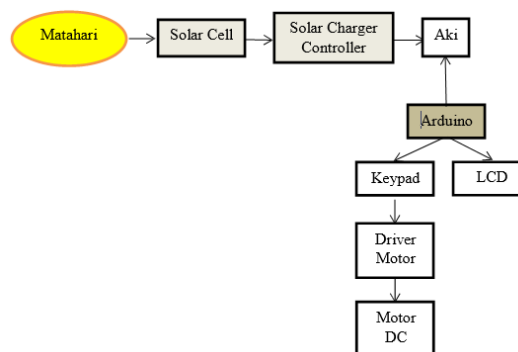 Matahari
Solar Cell
Solar Charger
Controller
Aki
Arduino
Keypad
LCD
Driver
Motor
Motor
DC